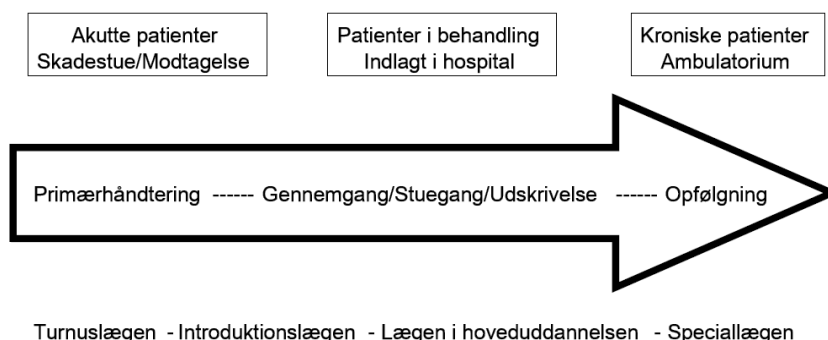 Akutte patienter
Skadestue/Modtagelse
Patienter i behandling
Indlagt i hospital
Kroniske patienter
Ambulatorium
Primærhåndtering ------ Gennemgang/Stuegang/Udskrivelse ------ Opfølgning
Turnuslægen - Introduktionslægen - Lægen i hoveduddannelsen - Speciallægen